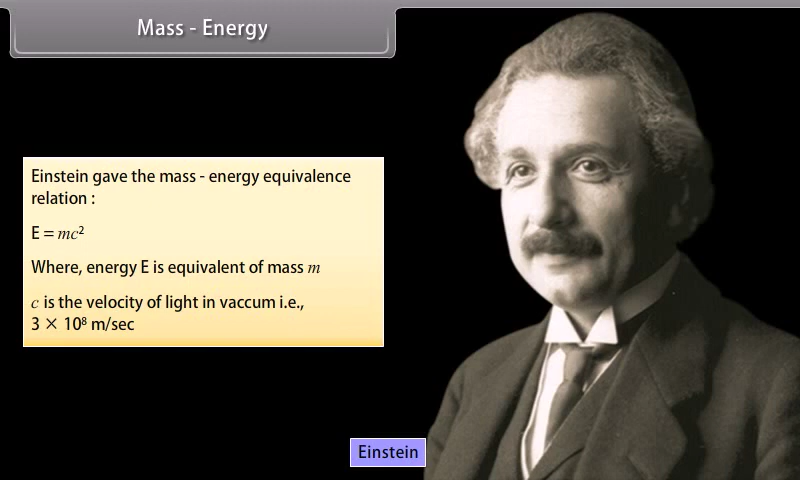 Mass - Energy
Einstein gave the mass - energy equivalence
relation :
E = mc²
Where, energy E is equivalent of mass m
c is the velocity of light in vaccum i.e.,
3 × 10⁸ m/sec
Einstein